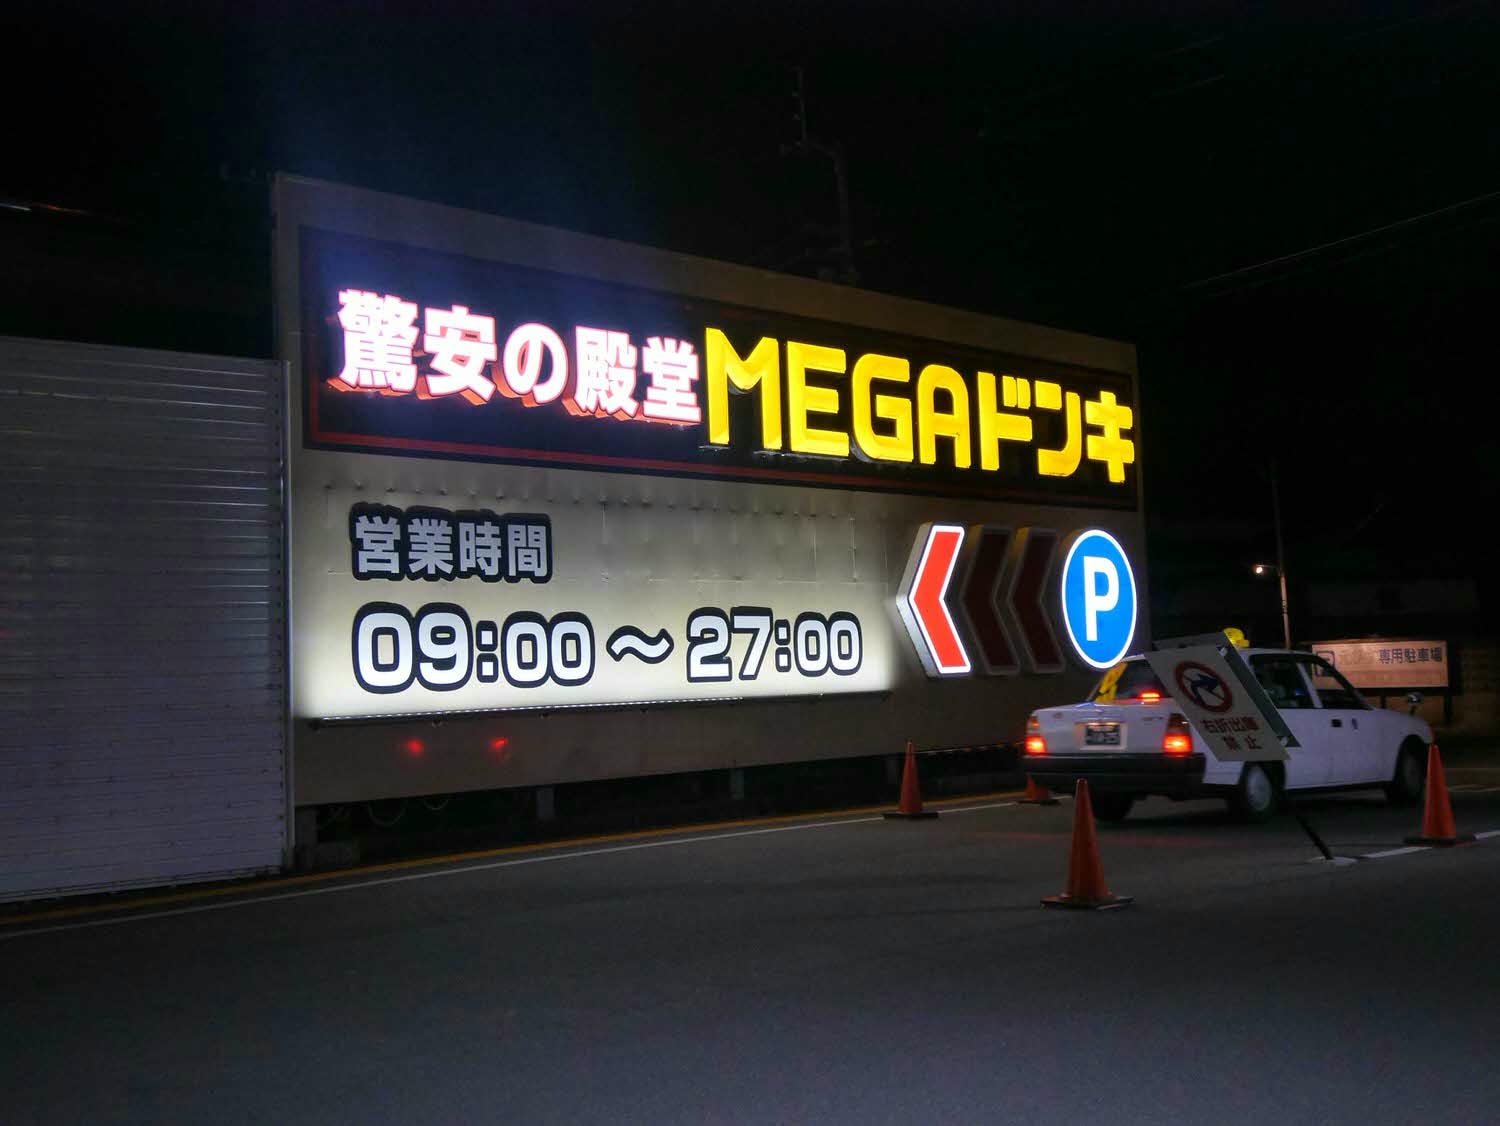 驚安の殿堂MEGAドンキ
営業時間
09:00～27:00
P
右折出庫
禁止
専用駐車場